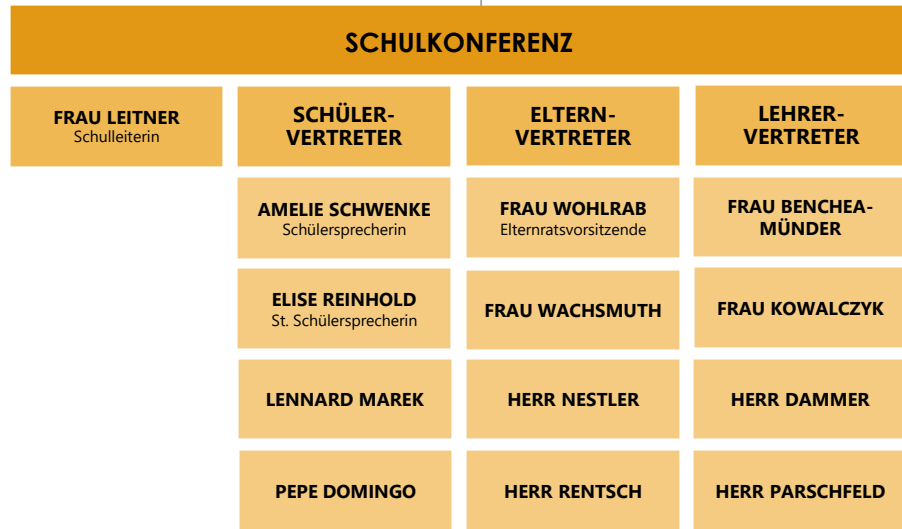 SCHULKONFERENZ
FRAU LEITNER
Schulleiterin
SCHÜLER-
VERTRETER
ELTERN-
VERTRETER
LEHRER-
VERTRETER
AMELIE SCHWENKE
Schülersprecherin
FRAU WOHLRAB
Elternratsvorsitzende
FRAU BENCHEA-
MÜNDER
ELISE REINHOLD
St. Schülersprecherin
FRAU WACHSMUTH
FRAU KOWALCZYK
LENNARD MAREK
HERR NESTLER
HERR DAMMER
PEPE DOMINGO
HERR RENTSCH
HERR PARSCHFELD